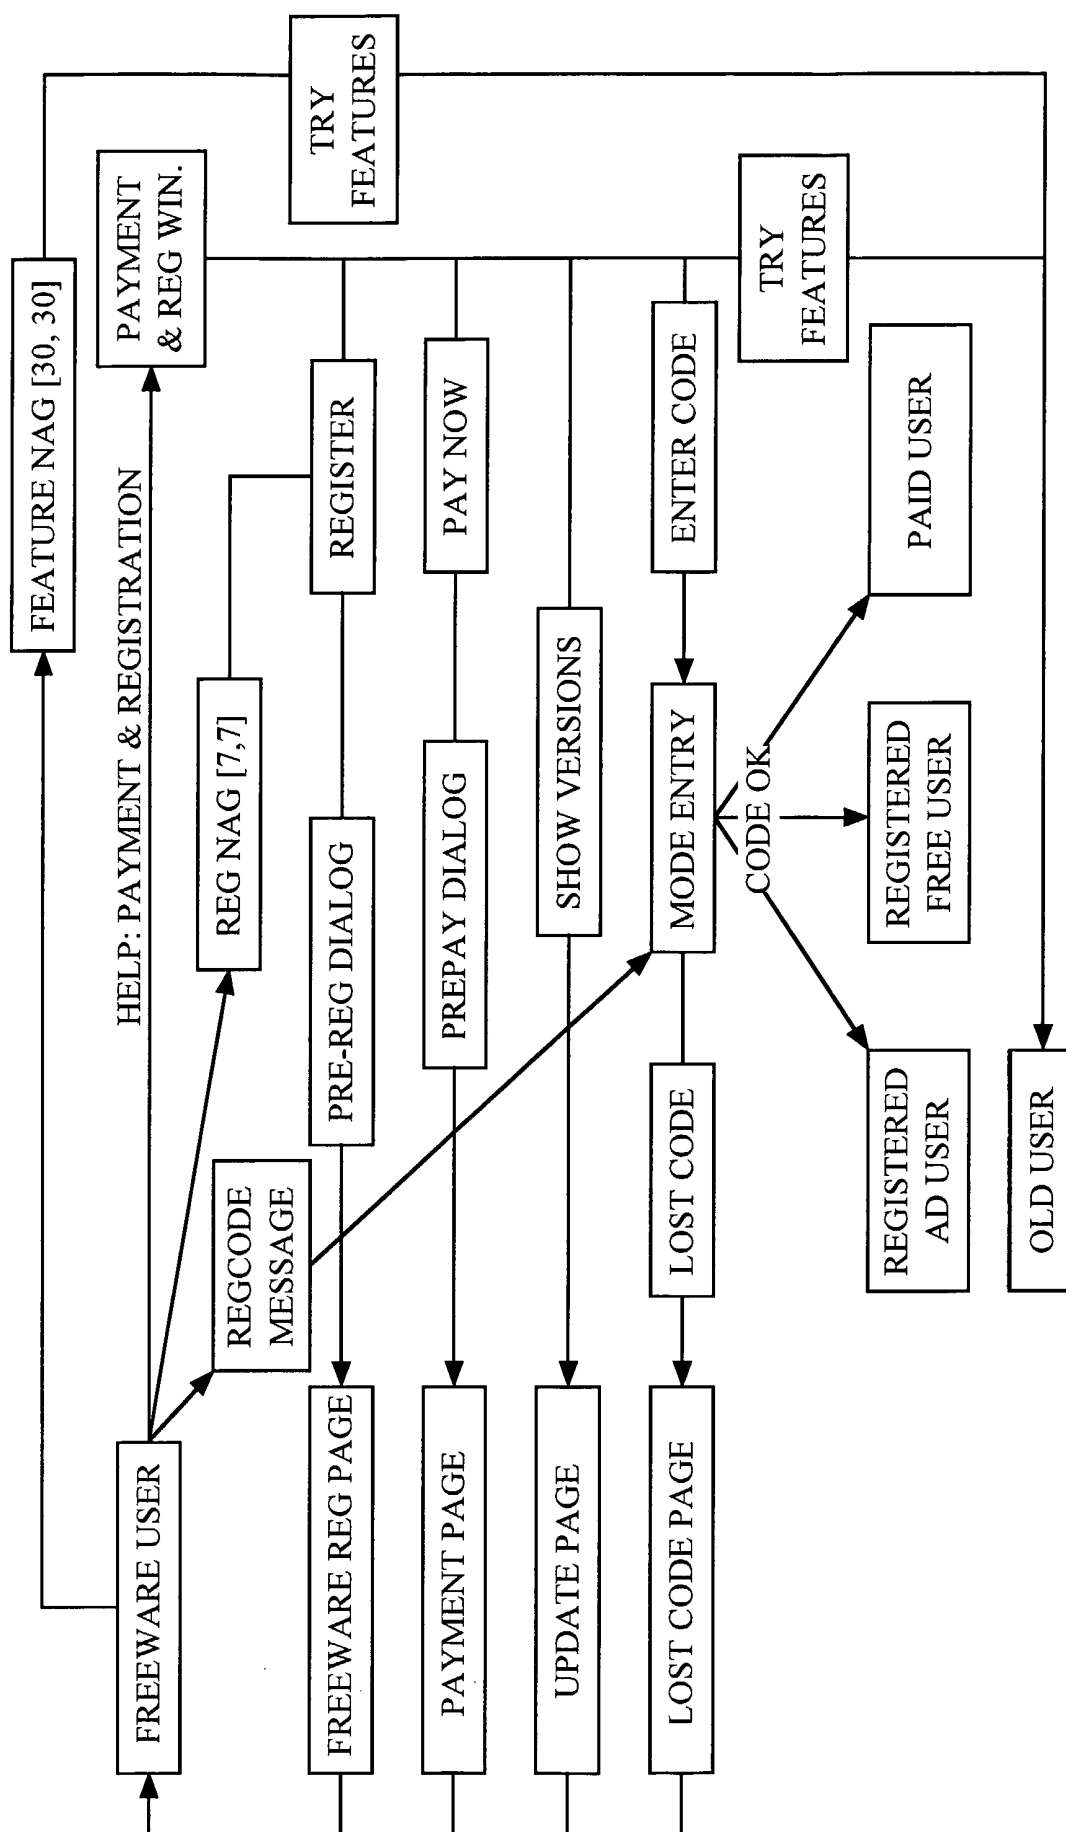 FEATURE NAG [30, 30]
FREEWARE USER
HELP: PAYMENT & REGISTRATION
PAYMENT
& REG WIN.
REGCODE
MESSAGE
REG NAG [7,7]
FREEWARE REG PAGE
PRE-REG DIALOG
REGISTER
TRY
FEATURES
PAYMENT PAGE
PREPAY DIALOG
PAY NOW
UPDATE PAGE
SHOW VERSIONS
LOST CODE PAGE
LOST CODE
MODE ENTRY
ENTER CODE
CODE OK
TRY
FEATURES
REGISTERED
AD USER
REGISTERED
FREE USER
PAID USER
OLD USER